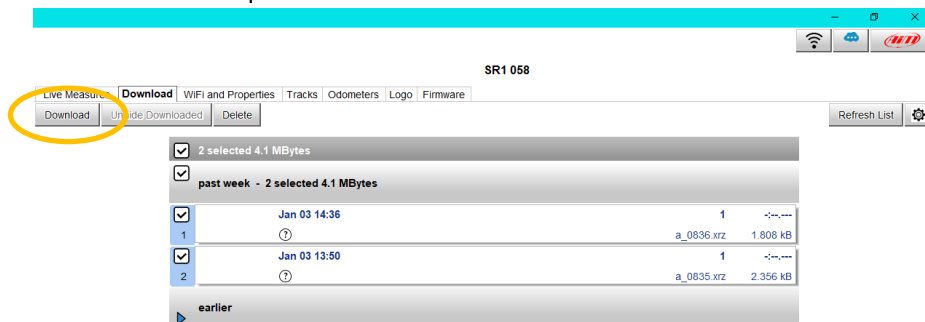 AiM
SR1 058
Live Measures Download WiFi and Properties Tracks Odometers Logo Firmware
Download Unhide Downloaded Delete Refresh List
2 selected 4.1 MBytes
past week - 2 selected 4.1 MBytes
Jan 03 14:36 1 -:--.---
1 ? a_0836.xrz 1.808 kB
Jan 03 13:50 1 -:--.---
2 ? a_0835.xrz 2.356 kB
earlier